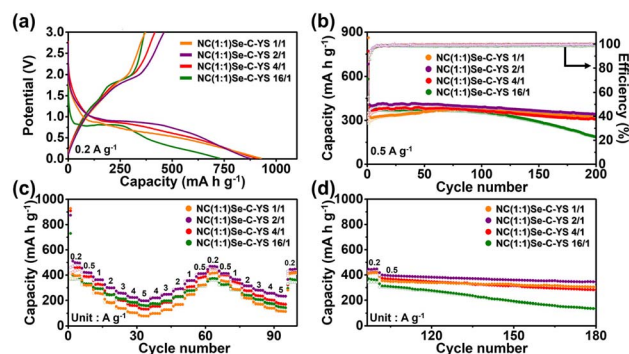 (a)
3.0
2.5
2.0
1.5
1.0
0.5
0.0
Potential (V)
NC(1:1)Se-C-YS 1/1
NC(1:1)Se-C-YS 2/1
NC(1:1)Se-C-YS 4/1
NC(1:1)Se-C-YS 16/1
0.2 A g⁻¹
0 250 500 750 1000
Capacity (mA h g⁻¹)
(b)
900
600
300
0
Capacity (mA h g⁻¹)
NC(1:1)Se-C-YS 1/1
NC(1:1)Se-C-YS 2/1
NC(1:1)Se-C-YS 4/1
NC(1:1)Se-C-YS 16/1
0.5 A g⁻¹
100
80
60
40
20
0
Efficiency (%)
0 50 100 150 200
Cycle number
(c)
1000
800
600
400
200
0
Capacity (mA h g⁻¹)
NC(1:1)Se-C-YS 1/1
NC(1:1)Se-C-YS 2/1
NC(1:1)Se-C-YS 4/1
NC(1:1)Se-C-YS 16/1
0.2 0.5 1 2 3 4 5 4 3 2 1 0.5 0.2 0.5 1 2 3 4 5 0.2
Unit : A g⁻¹
0 30 60 90
Cycle number
(d)
1000
800
600
400
200
0
Capacity (mA h g⁻¹)
NC(1:1)Se-C-YS 1/1
NC(1:1)Se-C-YS 2/1
NC(1:1)Se-C-YS 4/1
NC(1:1)Se-C-YS 16/1
0.2 0.5
Unit : A g⁻¹
120 150 180
Cycle number